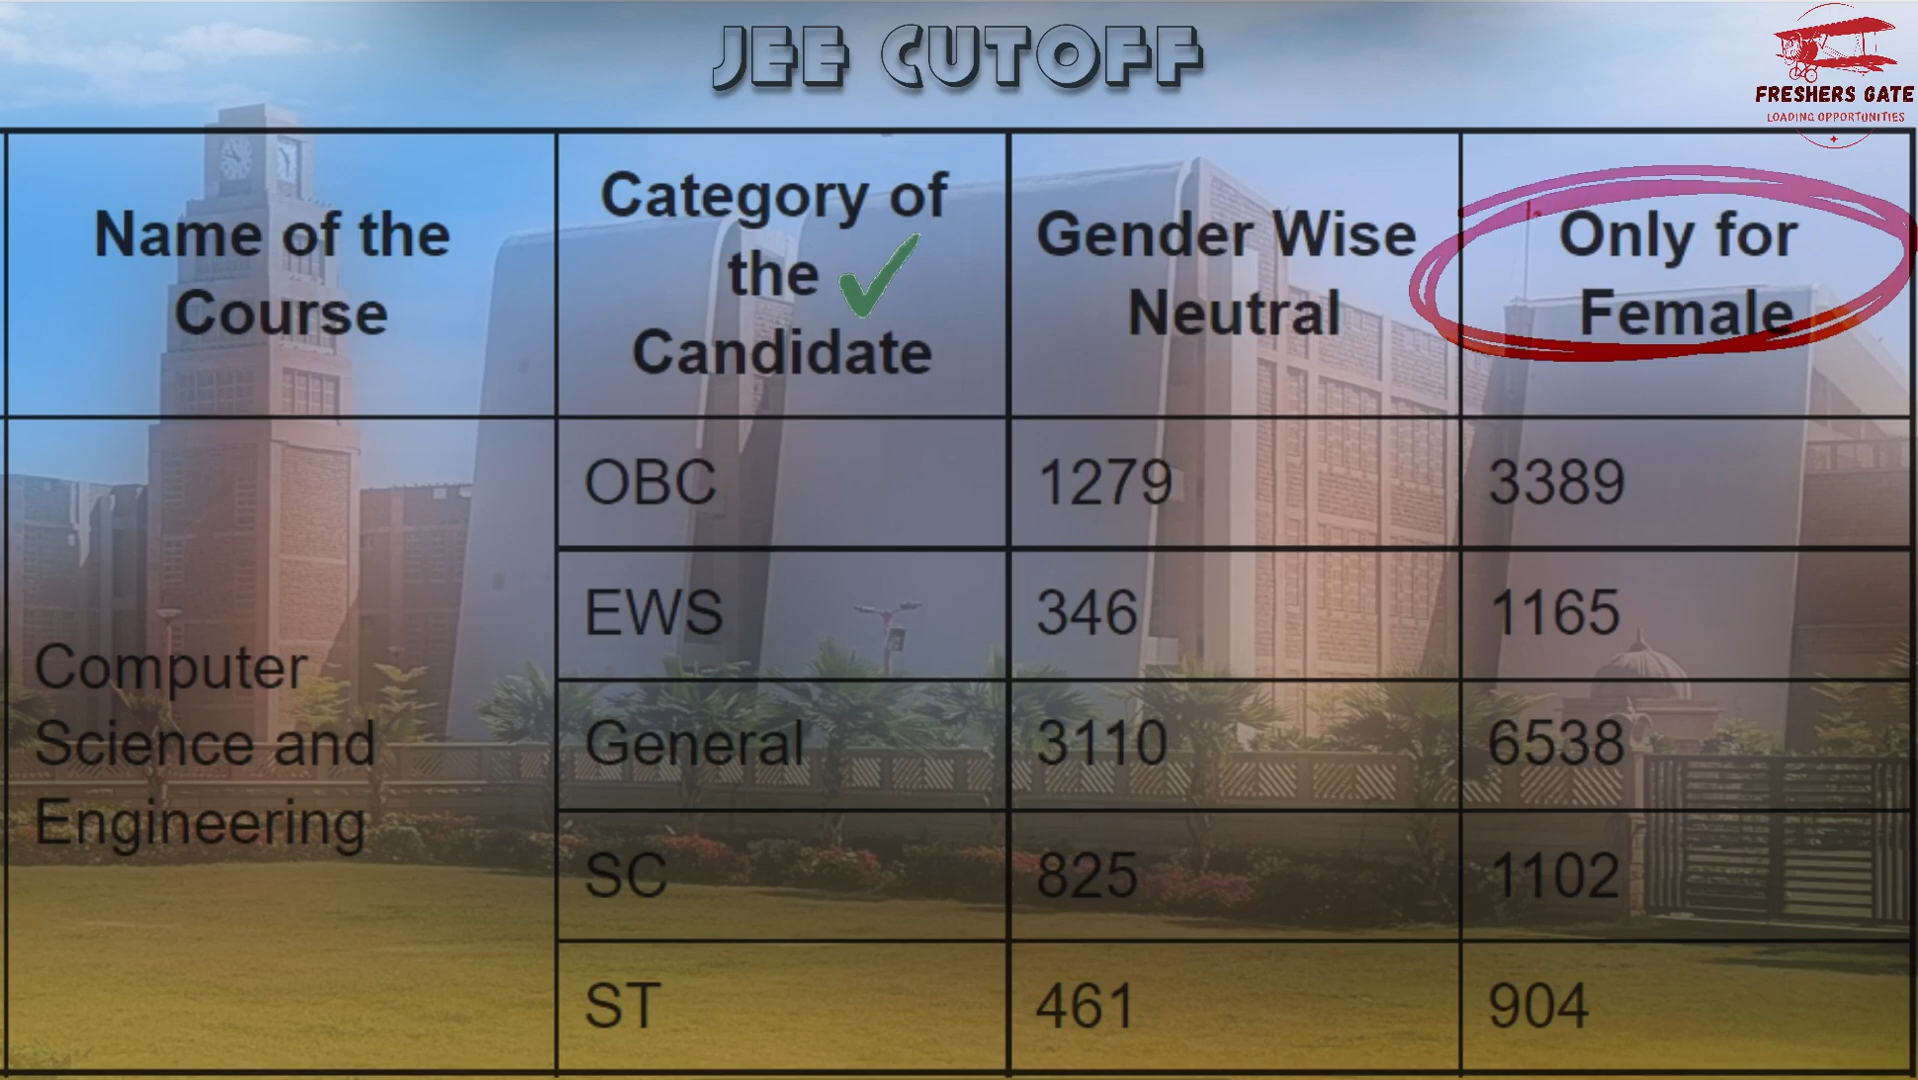 JEE CUTOFF
FRESHERS GATE
LOADING OPPORTUNITIES
Name of the
Course
Category of
the
Candidate
Gender Wise
Neutral
Only for
Female
Computer
Science and
Engineering
OBC
1279
3389
EWS
346
1165
General
3110
6538
SC
825
1102
ST
461
904